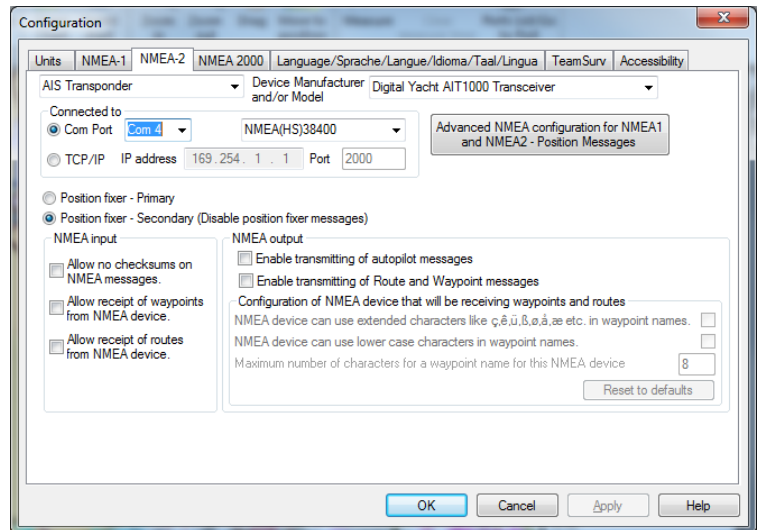 Configuration
Units NMEA-1 NMEA-2 NMEA 2000 Language/Sprache/Langue/Idioma/Taal/Lingua TeamSurv Accessibility
AIS Transponder
Device Manufacturer
and/or Model
Digital Yacht AIT1000 Transceiver
Connected to
Com Port Com 4 NMEA(HS)38400
TCP/IP IP address 169 . 254 . 1 . 1 Port 2000
Advanced NMEA configuration for NMEA1
and NMEA2 - Position Messages
Position fixer - Primary
Position fixer - Secondary (Disable position fixer messages)
NMEA input
Allow no checksums on
NMEA messages.
Allow receipt of waypoints
from NMEA device.
Allow receipt of routes
from NMEA device.
NMEA output
Enable transmitting of autopilot messages
Enable transmitting of Route and Waypoint messages
Configuration of NMEA device that will be receiving waypoints and routes
NMEA device can use extended characters like ç,ê,ü,ß,ø,å,æ etc. in waypoint names.
NMEA device can use lower case characters in waypoint names.
Maximum number of characters for a waypoint name for this NMEA device 8
Reset to defaults
OK Cancel Apply Help